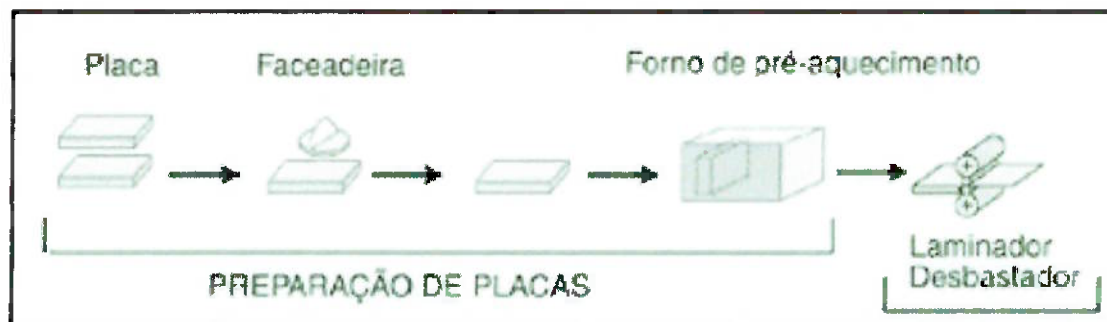 Placa
Faceadeira
Forno de pré-aquecimento
Laminador
Desbastador
PREPARAÇÃO DE PLACAS